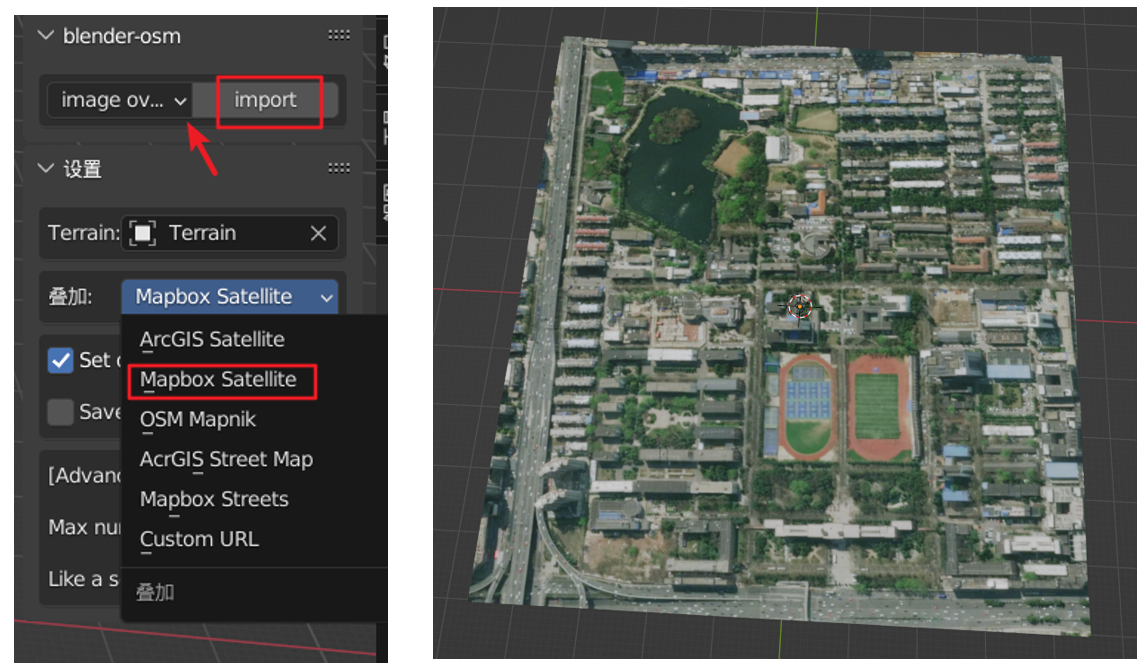 blender-osm
image ov... import
设置
Terrain: Terrain
叠加: Mapbox Satellite
ArcGIS Satellite
Set
Mapbox Satellite
Save
OSM Mapnik
AcrGIS Street Map
[Advan
Mapbox Streets
Max nu
Custom URL
Like a s
叠加